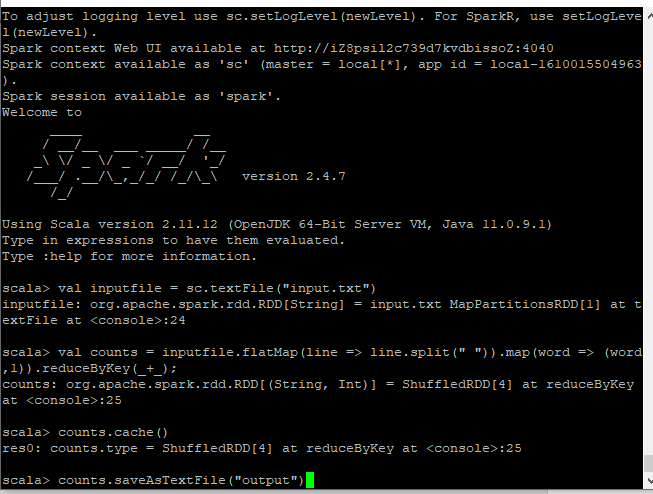 To adjust logging level use sc.setLogLevel(newLevel). For SparkR, use setLogLeve
l(newLevel).
Spark context Web UI available at http://iZ8psil2c739d7kvdbissoZ:4040
Spark context available as 'sc' (master = local[*], app id = local-1610015504963
).
Spark session available as 'spark'.
Welcome to
      ____              __
     / __/__  ___ _____/ /__
    _\ \/ _ \/ _ `/ __/  '_/
   /___/ .__/\_,_/_/ /_/\_\   version 2.4.7
      /_/
Using Scala version 2.11.12 (OpenJDK 64-Bit Server VM, Java 11.0.9.1)
Type in expressions to have them evaluated.
Type :help for more information.
scala> val inputfile = sc.textFile("input.txt")
inputfile: org.apache.spark.rdd.RDD[String] = input.txt MapPartitionsRDD[1] at t
extFile at <console>:24
scala> val counts = inputfile.flatMap(line => line.split(" ")).map(word => (word
,1)).reduceByKey(_+_);
counts: org.apache.spark.rdd.RDD[(String, Int)] = ShuffledRDD[4] at reduceByKey
at <console>:25
scala> counts.cache()
res0: counts.type = ShuffledRDD[4] at reduceByKey at <console>:25
scala> counts.saveAsTextFile("output")